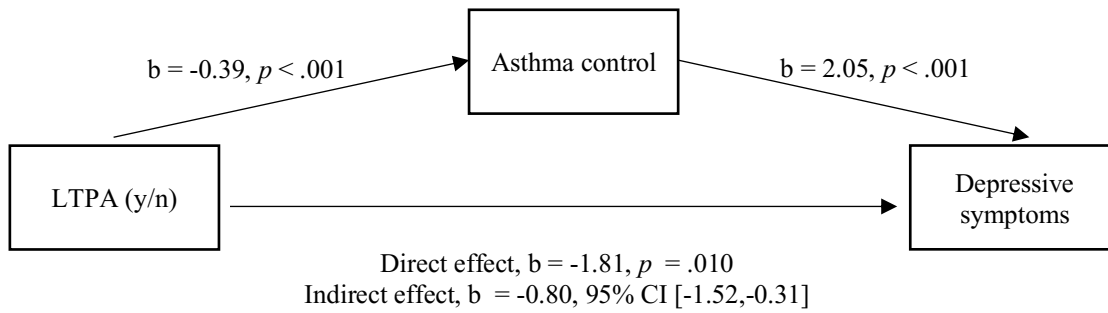 Asthma control
b = -0.39, p < .001
b = 2.05, p < .001
LTPA (y/n)
Depressive
symptoms
Direct effect, b = -1.81, p = .010
Indirect effect, b = -0.80, 95% CI [-1.52,-0.31]